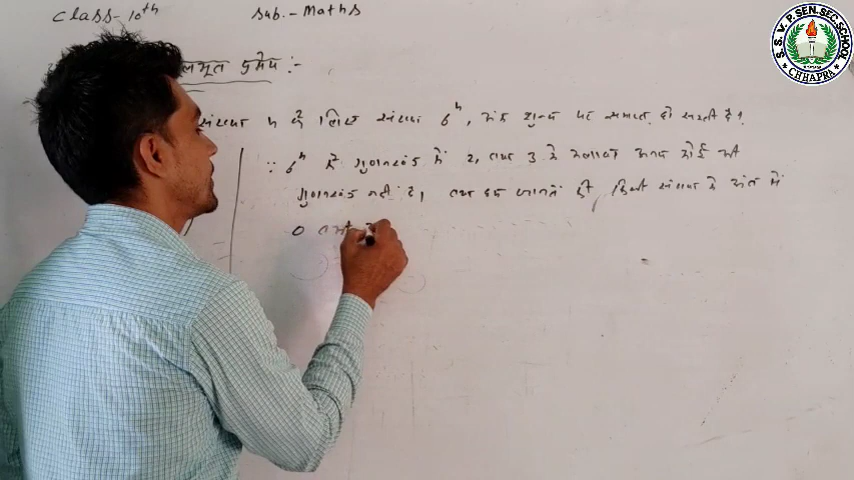 Class- 10th Sub.- Maths
लभूत प्रमेय :-
संख्या n के लिए संख्या 6ⁿ, अंक शून्य पर समाप्त हो सकती है?
∵ 6ⁿ के गुणनखंड में 2, तथा 3 के अलावा अन्य कोई भी
गुणनखंड नहीं है, तथा हम जानते हैं किसी संख्या के अंत में
0 तभी
S. S. V. P. SEN. SEC. SCHOOL
CHHAPRA